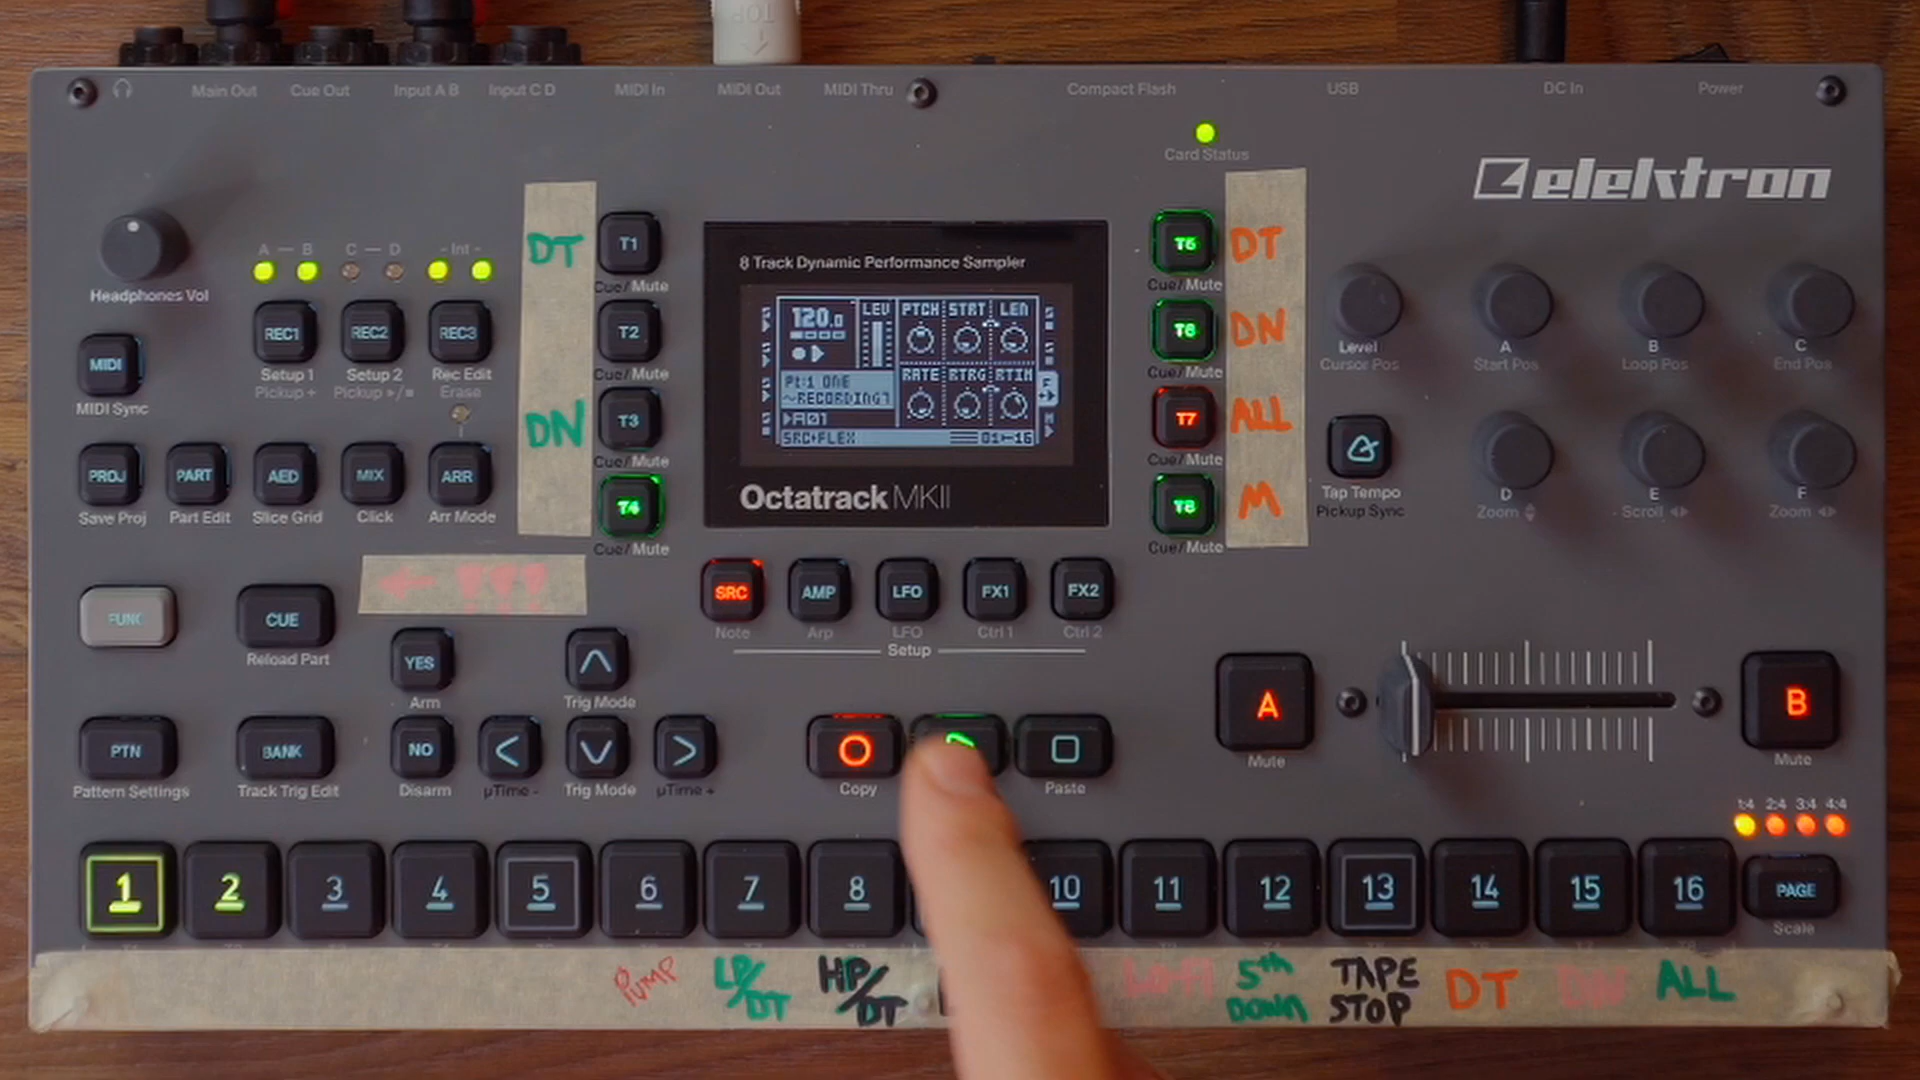 TOP
Main Out
Cue Out
Input A B
Input C D
MIDI In
MIDI Out
MIDI Thru
Compact Flash
USB
DC In
Power
Card Status
elektron
Headphones Vol
A B C D Int
REC1 REC2 REC3
Setup 1 Setup 2 Rec Edit
Pickup + Pickup Erase
MIDI
MIDI Sync
PROJ PART AED MIX ARR
Save Proj Part Edit Slice Grid Click Arr Mode
DT
DN
T1
Cue/Mute
T2
Cue/Mute
T3
Cue/Mute
T4
Cue/Mute
8 Track Dynamic Performance Sampler
120.0 LEV PTCH STRT LEN
RATE RTRG RTIM
Pt:1 ONE
~RECORDING7
A01
SRC FLEX 01 16
Octatrack MKII
T5 DT
Cue/Mute
T6 DN
Cue/Mute
T7 ALL
Cue/Mute
T8 M
Cue/Mute
Level A B C
Cursor Pos Start Pos Loop Pos End Pos
Tap Tempo
Pickup Sync
D E F
Zoom Scroll Zoom
← !!!
FUNC CUE
Reload Part
SRC AMP LFO FX1 FX2
Note Arp LFO Ctrl 1 Ctrl 2
Setup
YES
Arm
Trig Mode
PTN BANK NO
Pattern Settings Track Trig Edit Disarm µTime - Trig Mode µTime +
Copy Paste
A B
Mute Mute
1:4 2:4 3:4 4:4
1 2 3 4 5 6 7 8 10 11 12 13 14 15 16 PAGE
Scale
PUMP LP/DT HP/DT 5th DOWN TAPE STOP DT DN ALL